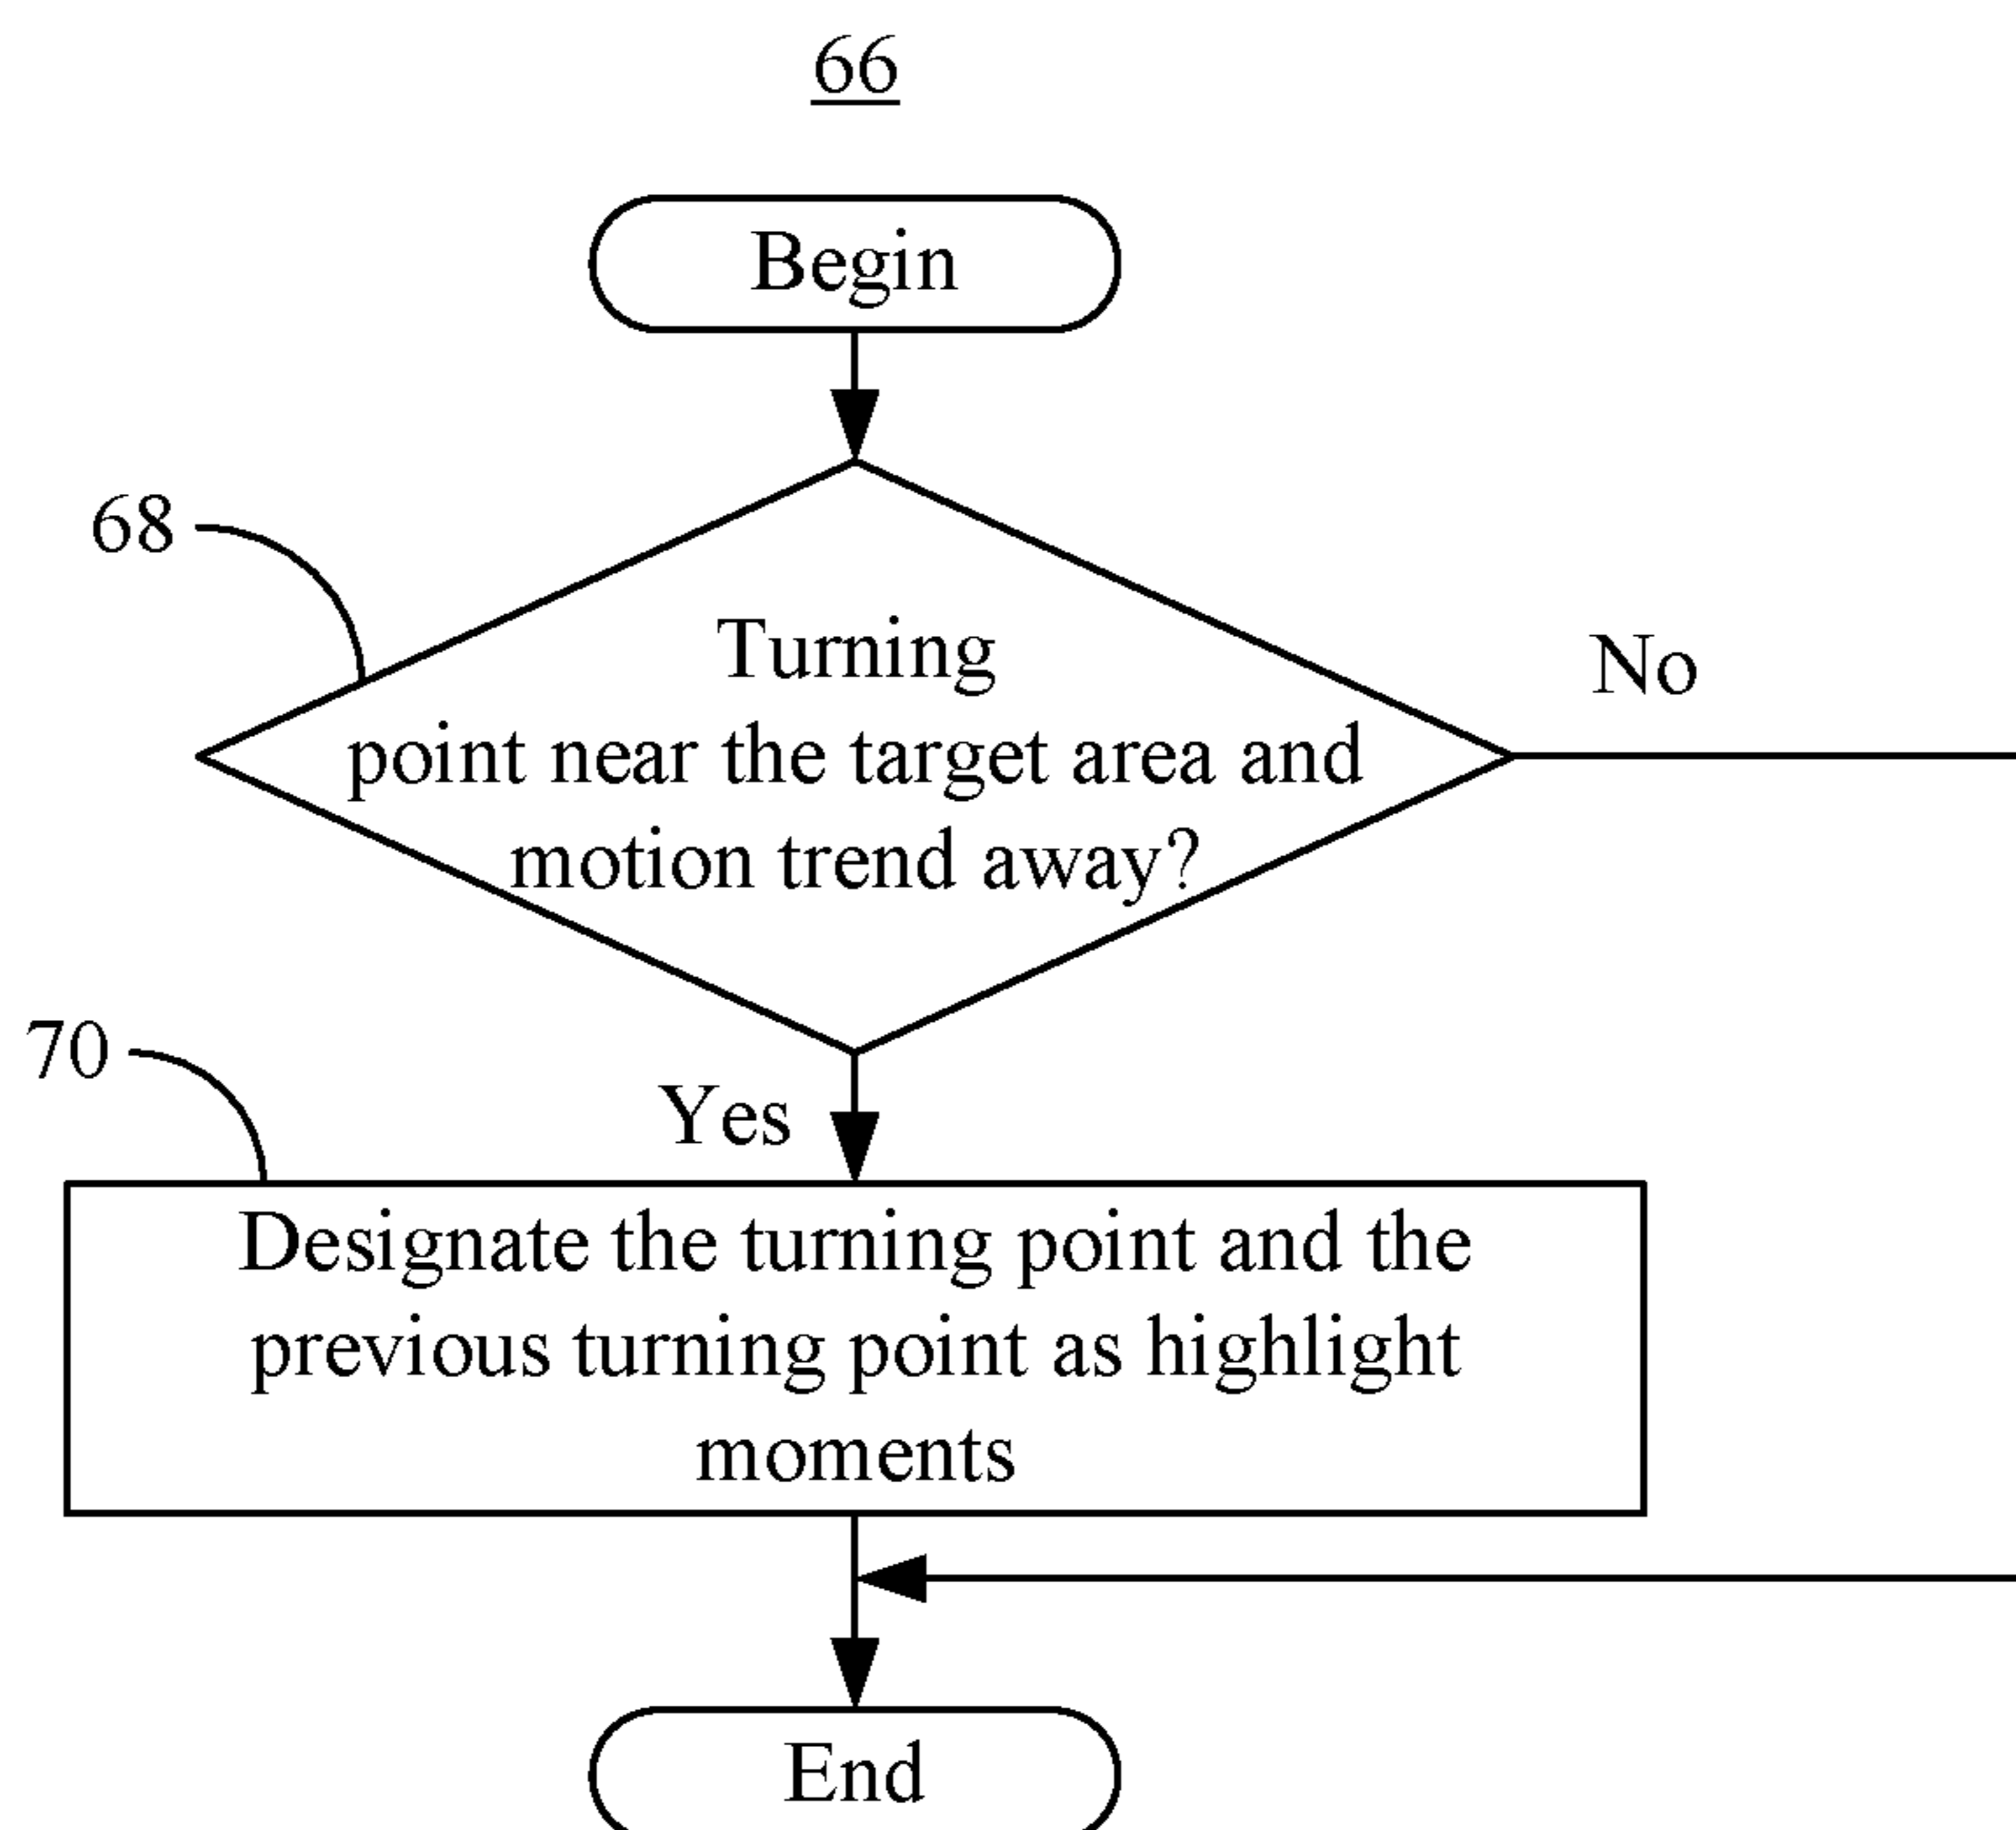 66
Begin
68
Turning
point near the target area and
motion trend away?
No
70
Yes
Designate the turning point and the
previous turning point as highlight
moments
End